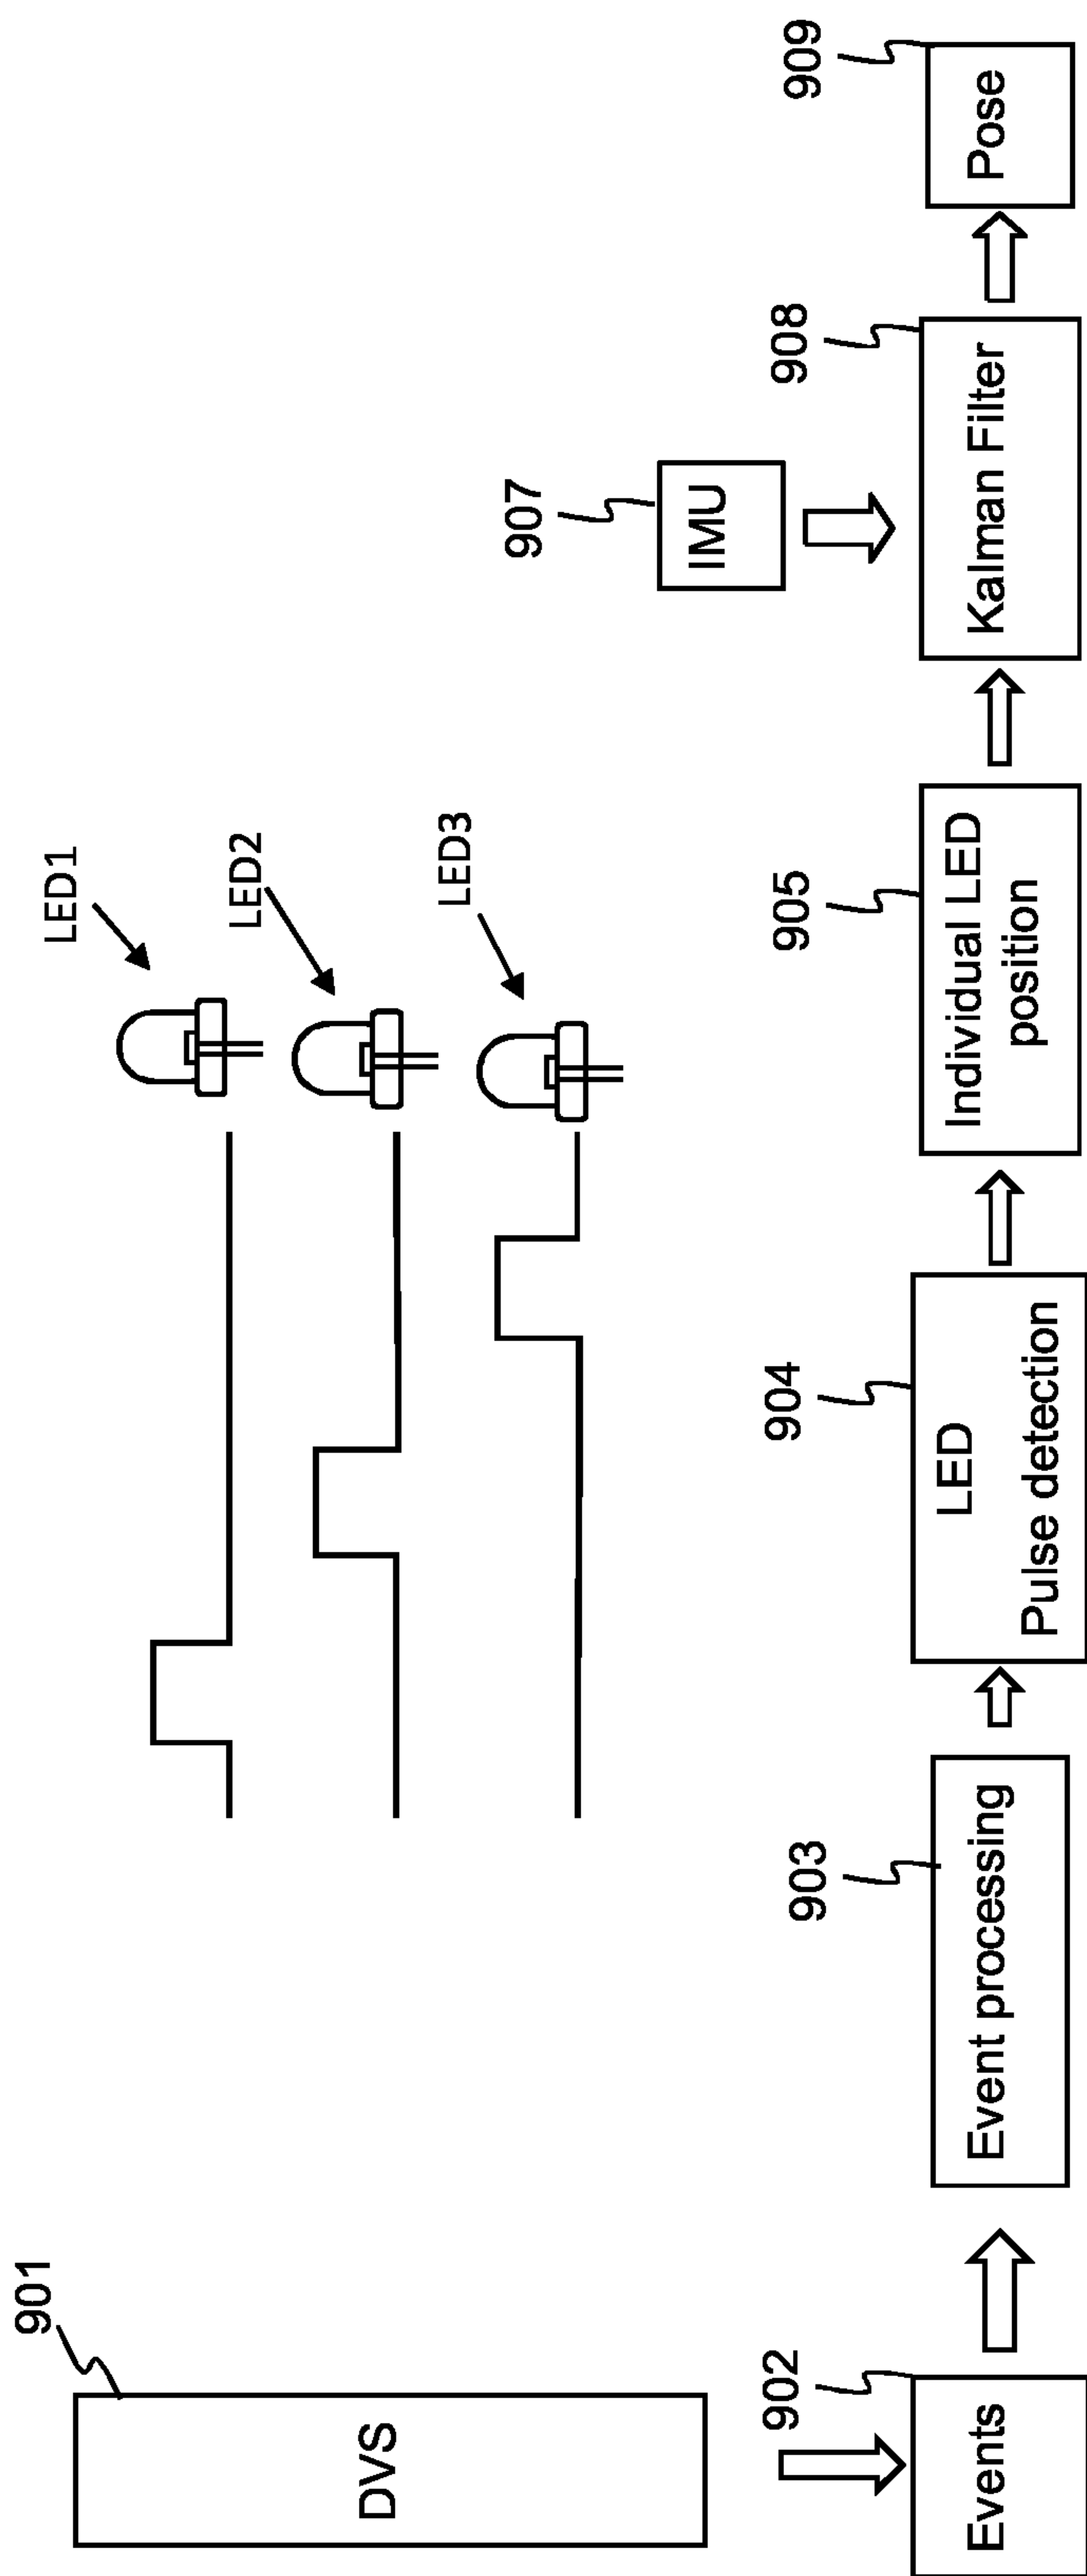 901
DVS
LED1
LED2
LED3
902
Events
903
Event processing
904
LED
Pulse detection
905
Individual LED
position
907
IMU
908
Kalman Filter
909
Pose